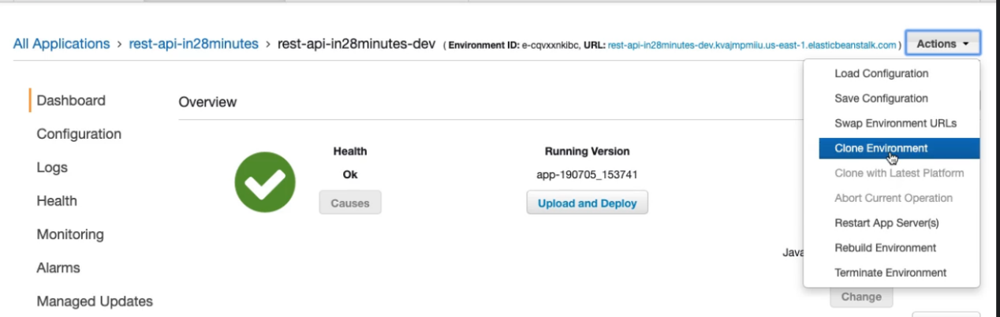 All Applications › rest-api-in28minutes › rest-api-in28minutes-dev ( Environment ID: e-cqvxxnkibc, URL: rest-api-in28minutes-dev.kvajmpmiiu.us-east-1.elasticbeanstalk.com ) Actions
Load Configuration
Save Configuration
Swap Environment URLs
Clone Environment
Clone with Latest Platform
Abort Current Operation
Restart App Server(s)
Rebuild Environment
Terminate Environment
Dashboard
Configuration
Logs
Health
Monitoring
Alarms
Managed Updates
Overview
Health
Ok
Causes
Running Version
app-190705_153741
Upload and Deploy
Java
Change